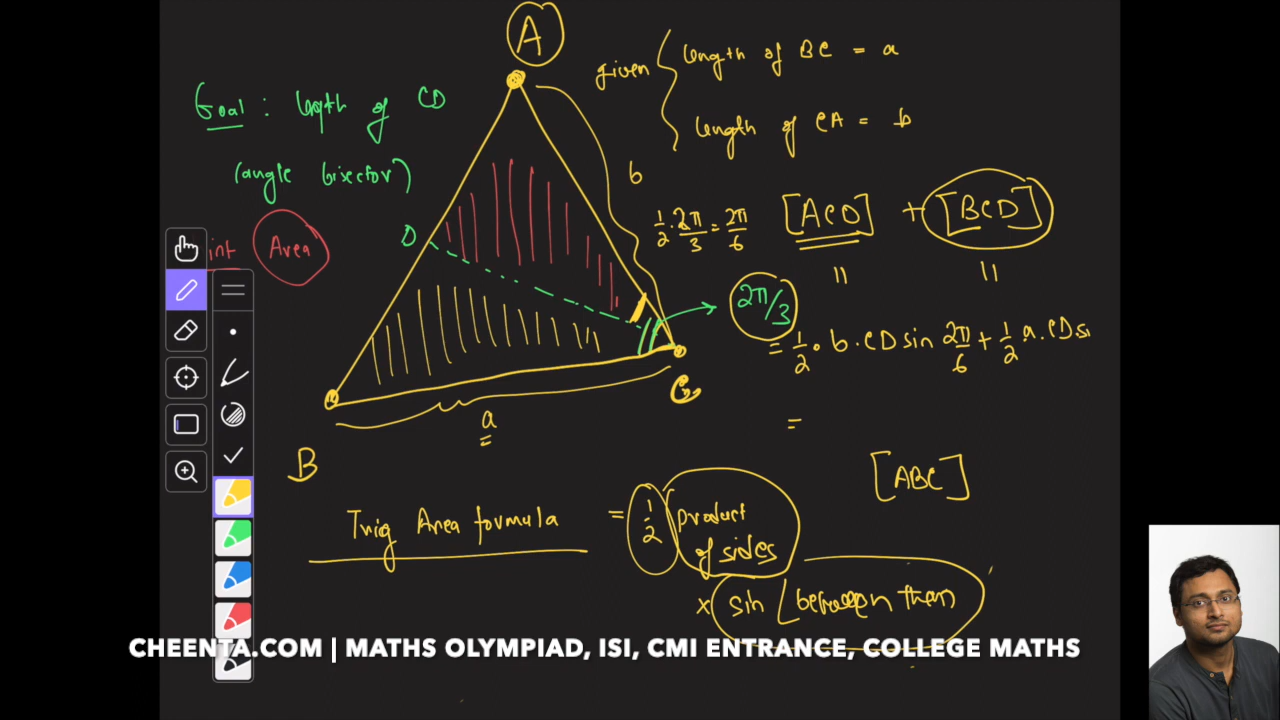 A
Goal : length of CD
(angle bisector)
int Area
given
length of BC = a
length of CA = b
b
D
1/2 · 2π/3 = 2π/6
[ACD] + [BCD]
=
=
2π/3
= 1/2 · b · CD sin 2π/6 + 1/2 a. CD si
C
a
=
B
[ABC]
Trig Area formula = 1/2 product
of sides
x sin ∠ between them
CHEENTA.COM | MATHS OLYMPIAD, ISI, CMI ENTRANCE, COLLEGE MATHS